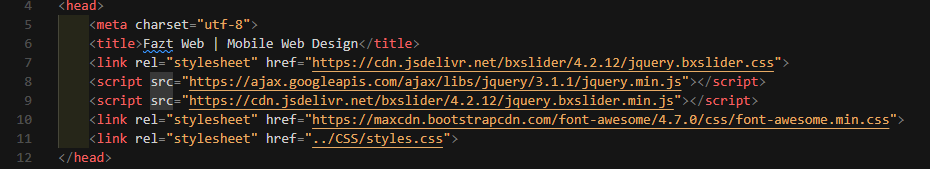 4 <head>
5 <meta charset="utf-8">
6 <title>Fazt Web | Mobile Web Design</title>
7 <link rel="stylesheet" href="https://cdn.jsdelivr.net/bxslider/4.2.12/jquery.bxslider.css">
8 <script src="https://ajax.googleapis.com/ajax/libs/jquery/3.1.1/jquery.min.js"></script>
9 <script src="https://cdn.jsdelivr.net/bxslider/4.2.12/jquery.bxslider.min.js"></script>
10 <link rel="stylesheet" href="https://maxcdn.bootstrapcdn.com/font-awesome/4.7.0/css/font-awesome.min.css">
11 <link rel="stylesheet" href="../CSS/styles.css">
12 </head>